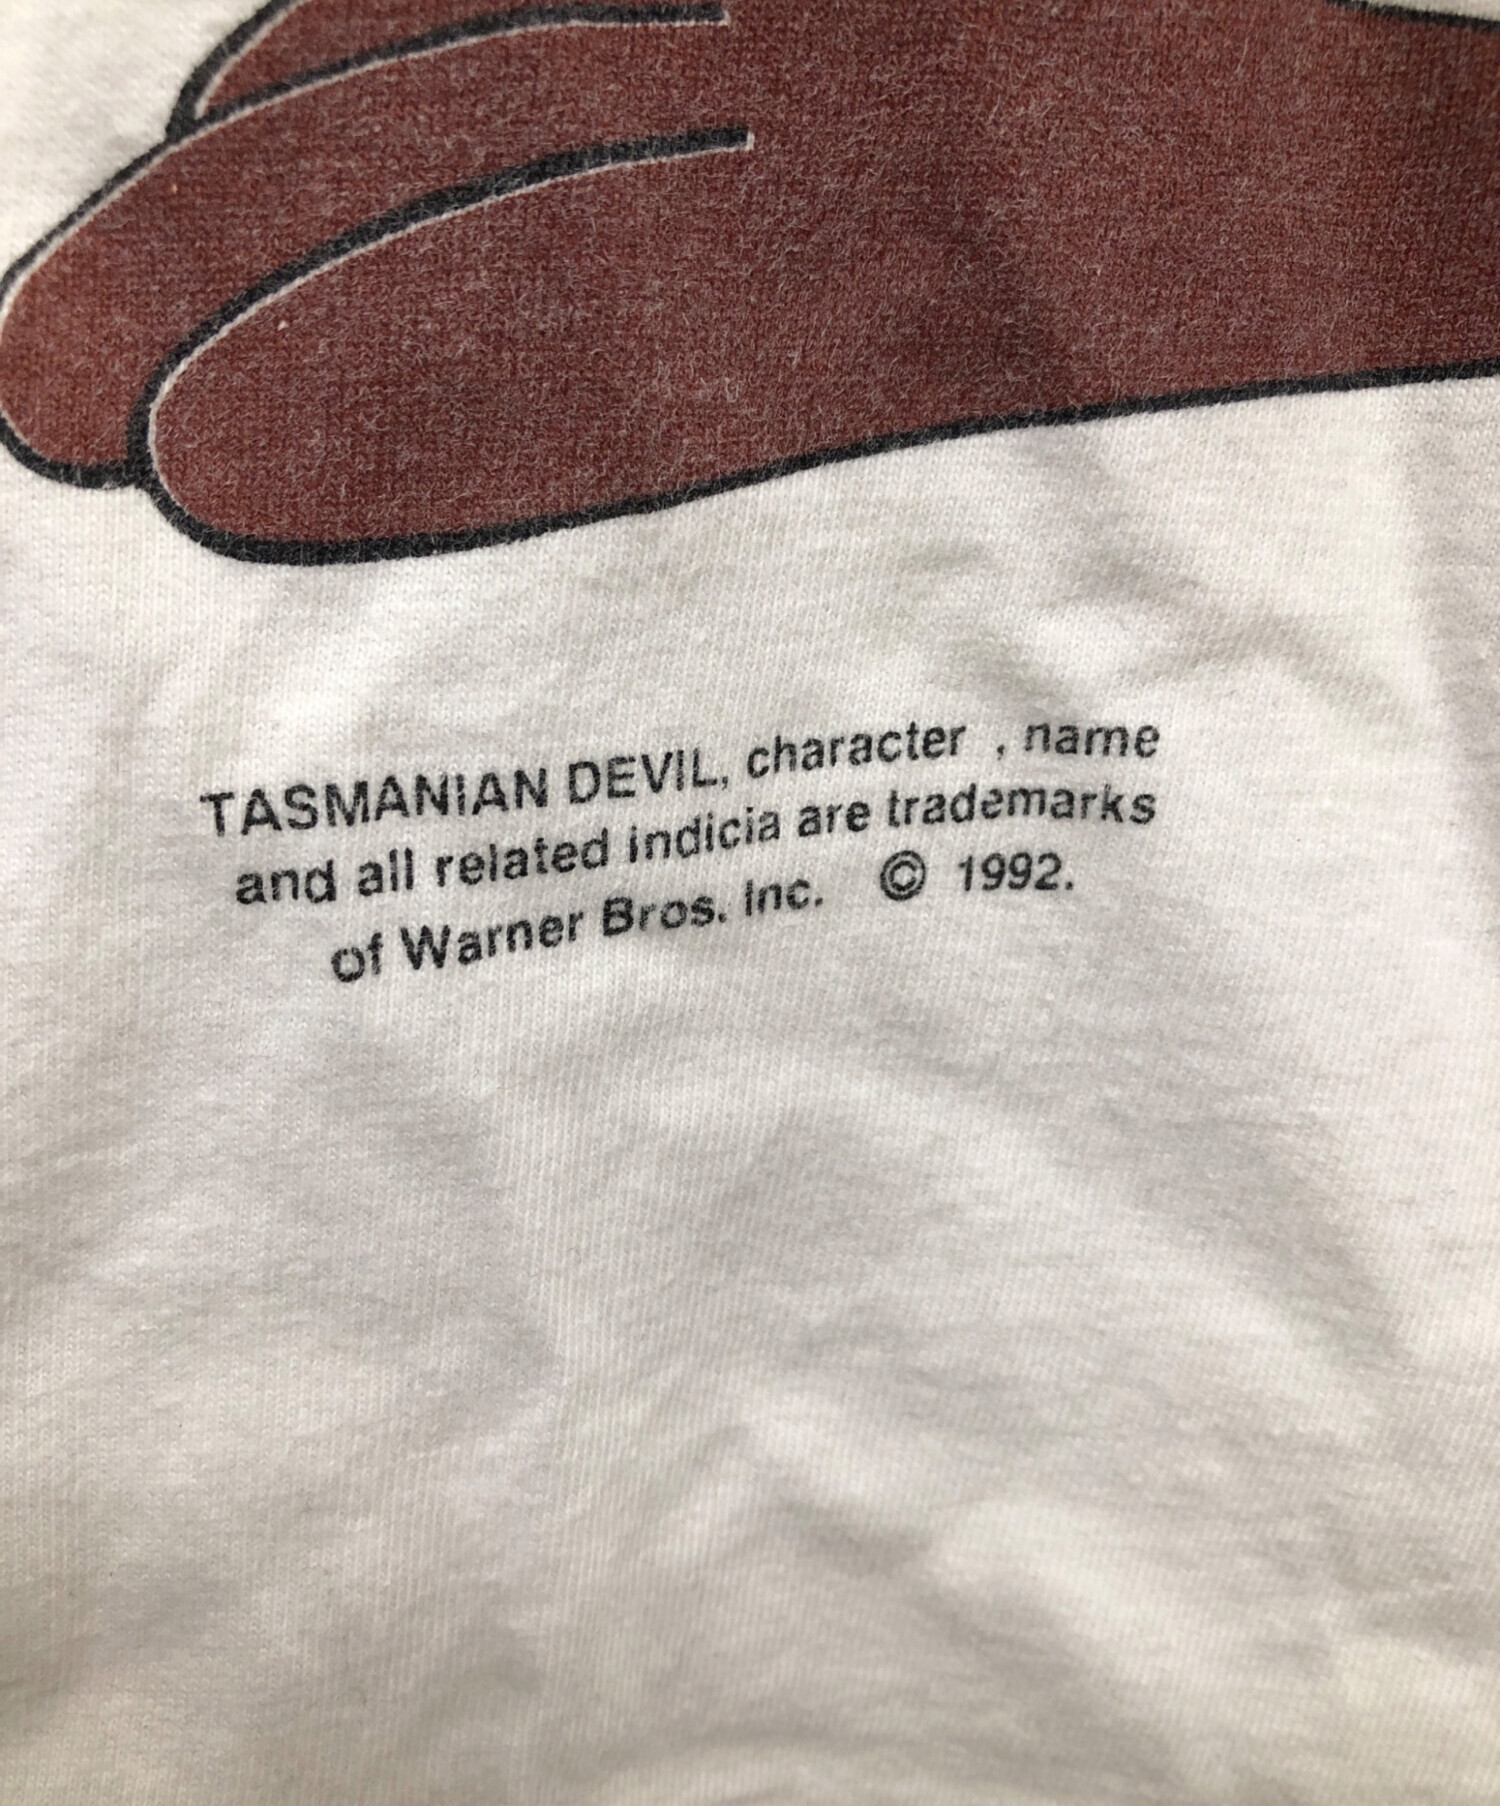 TASMANIAN DEVIL, character , name
and all related indicia are trademarks
of Warner Bros. Inc. © 1992.